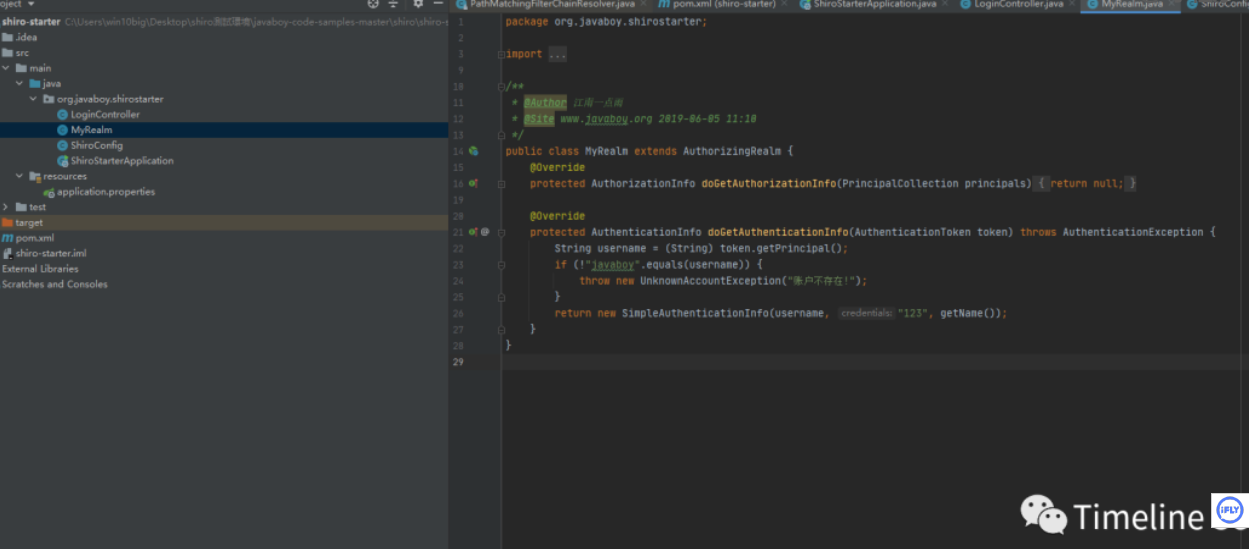 oject
shiro-starter C:\Users\win10big\Desktop\shiro测试环境\javaboy-code-samples-master\shiro\shiro-s
.idea
src
main
java
org.javaboy.shirostarter
LoginController
MyRealm
ShiroConfig
ShiroStarterApplication
resources
application.properties
test
target
pom.xml
shiro-starter.iml
External Libraries
Scratches and Consoles
PathMatchingFilterChainResolver.java pom.xml (shiro-starter) ShiroStarterApplication.java LoginController.java MyRealm.java ShiroConfi
1 package org.javaboy.shirostarter;
2
3 import ...
9
10 /**
11 * @Author 江南一点雨
12 * @Site www.javaboy.org 2019-06-05 11:10
13 */
14 public class MyRealm extends AuthorizingRealm {
15 @Override
16 protected AuthorizationInfo doGetAuthorizationInfo(PrincipalCollection principals) { return null; }
19
20 @Override
21 @ protected AuthenticationInfo doGetAuthenticationInfo(AuthenticationToken token) throws AuthenticationException {
22 String username = (String) token.getPrincipal();
23 if (!"javaboy".equals(username)) {
24 throw new UnknownAccountException("账户不存在!");
25 }
26 return new SimpleAuthenticationInfo(username, credentials: "123", getName());
27 }
28 }
29
Timeline
iFLY